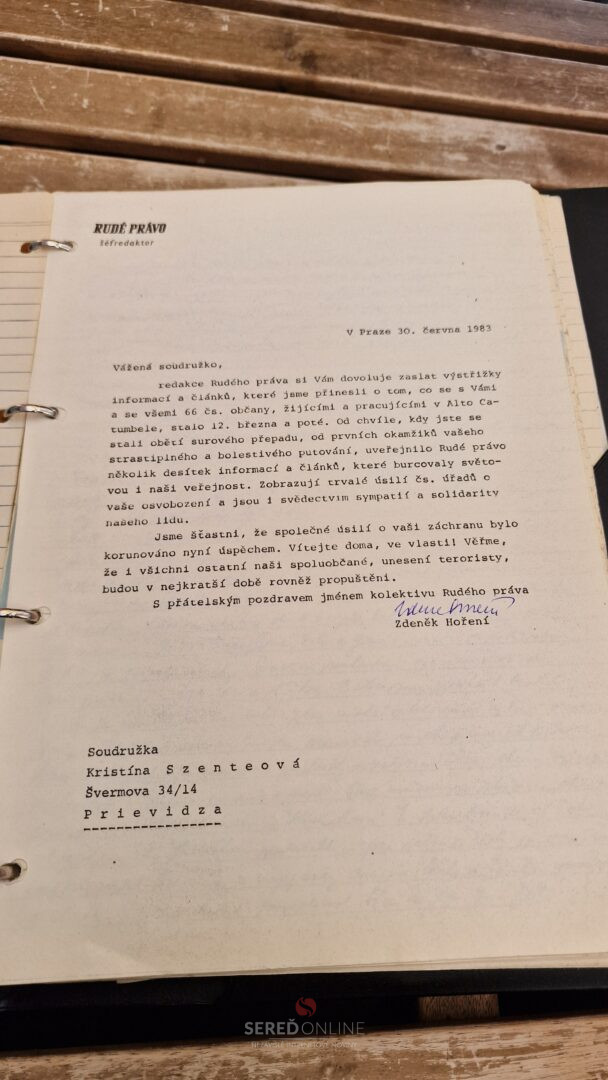 RUDÉ PRÁVO
šéfredaktor
V Praze 30. června 1983
Vážená soudružko,
redakce Rudého práva si Vám dovoluje zaslat výstřižky
informací a článků, které jsme přinesli o tom, co se s Vámi
a se všemi 66 čs. občany, žijícími a pracujícími v Alto Ca-
tumbele, stalo 12. března a poté. Od chvíle, kdy jste se
stali obětí surového přepadu, od prvních okamžiků vašeho
strastiplného a bolestivého putování, uveřejnilo Rudé právo
několik desítek informací a článků, které burcovaly světo-
vou i naši veřejnost. Zobrazují trvalé úsilí čs. úřadů o
vaše osvobození a jsou i svědectvím sympatií a solidarity
našeho lidu.
Jsme šťastni, že společné úsilí o vaši záchranu bylo
korunováno nyní úspěchem. Vítejte doma, ve vlasti! Věřme,
že i všichni ostatní naši spoluobčané, unesení teroristy,
budou v nejkratší době rovněž propuštěni.
S přátelským pozdravem jménem kolektivu Rudého práva
Zdeněk Hoření
Soudružka
Kristína S z e n t e o v á
Švermova 34/14
P r i e v i d z a
SEREĎONLINE